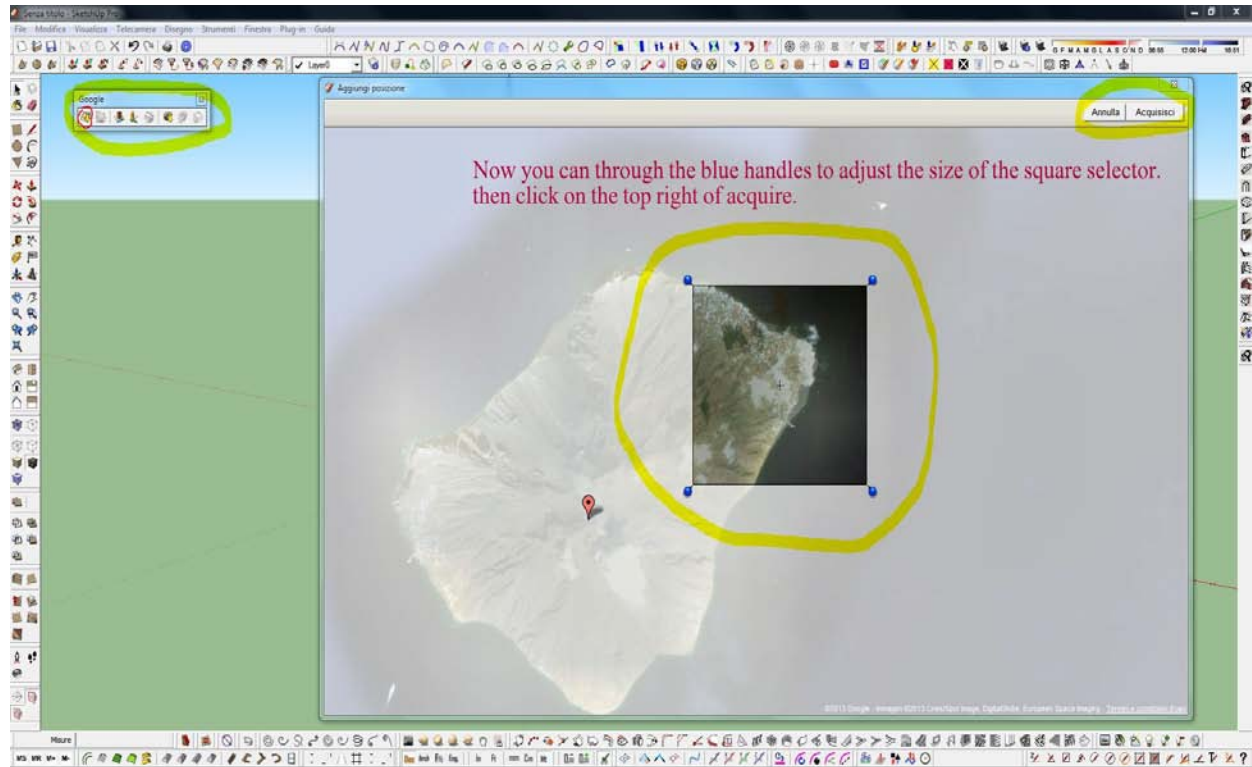 Senza titolo - SketchUp Pro
File Modifica Visualizza Telecamera Disegno Strumenti Finestra Plug-in Guida
Layer0
G F M A M G L A S O N D
Google
Aggiungi posizione
Annulla Acquisisci
Now you can through the blue handles to adjust the size of the square selector.
then click on the top right of acquire.
Misure